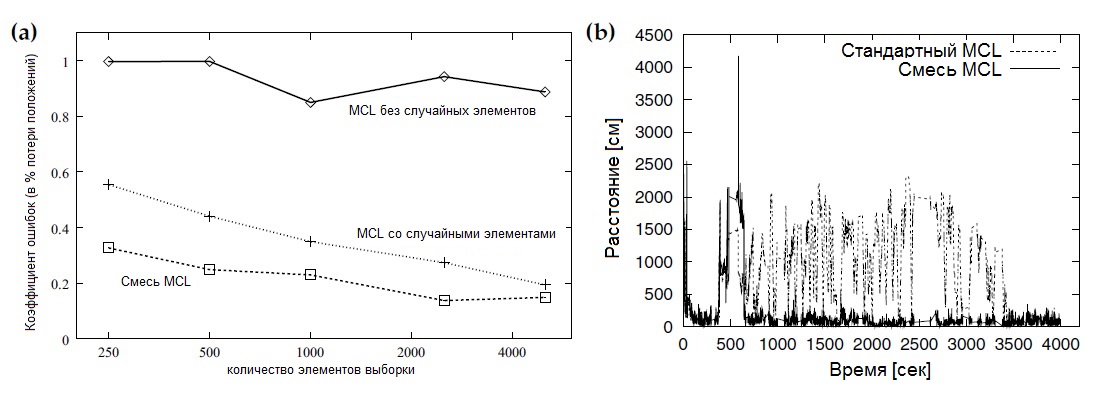 (a)
Коэффициент ошибок (в % потери положений)
1
0.8
0.6
0.4
0.2
0
MCL без случайных элементов
MCL со случайными элементами
Смесь MCL
250 500 1000 2000 4000
количество элементов выборки
(b)
Расстояние [см]
4500
4000
3500
3000
2500
2000
1500
1000
500
0
Стандартный MCL
Смесь MCL
0 500 1000 1500 2000 2500 3000 3500 4000
Время [сек]